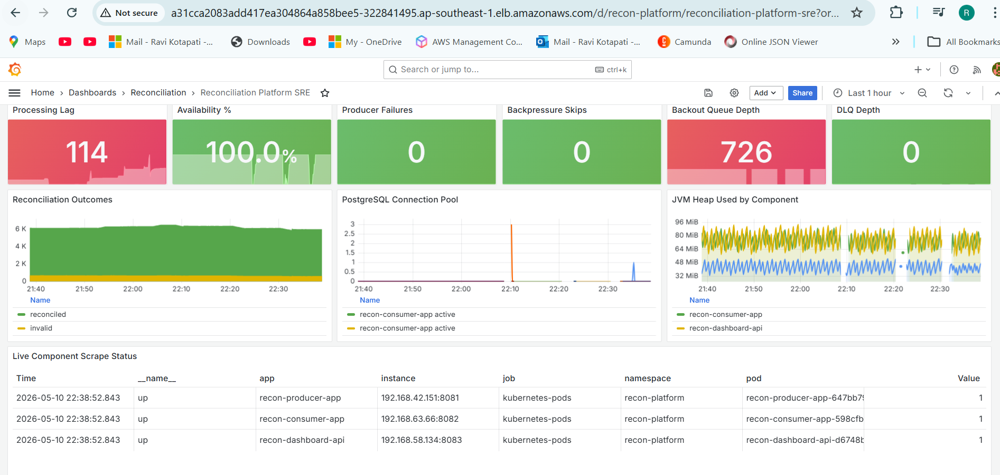 Not secure a31cca2083add417ea304864a858bee5-322841495.ap-southeast-1.elb.amazonaws.com/d/recon-platform/reconciliation-platform-sre?or... R
Maps Mail - Ravi Kotapati -... Downloads My - OneDrive AWS Management Co... Mail - Ravi Kotapati -... Camunda Online JSON Viewer » All Bookmarks
Search or jump to... ctrl+k
Home › Dashboards › Reconciliation › Reconciliation Platform SRE Add Share Last 1 hour
Processing Lag Availability % Producer Failures Backpressure Skips Backout Queue Depth DLQ Depth
114 100.0% 0 0 726 0
Reconciliation Outcomes
6 K
4 K
2 K
0
21:40 21:50 22:00 22:10 22:20 22:30
Name
reconciled
invalid
PostgreSQL Connection Pool
3
2.5
2
1.5
1
0.5
0
21:40 21:50 22:00 22:10 22:20 22:30
Name
recon-consumer-app active
recon-consumer-app active
JVM Heap Used by Component
96 MiB
80 MiB
64 MiB
48 MiB
32 MiB
21:40 21:50 22:00 22:10 22:20 22:30
Name
recon-consumer-app
recon-dashboard-api
Live Component Scrape Status
Time __name__ app instance job namespace pod Value
2026-05-10 22:38:52.843 up recon-producer-app 192.168.42.151:8081 kubernetes-pods recon-platform recon-producer-app-647bb79 1
2026-05-10 22:38:52.843 up recon-consumer-app 192.168.63.66:8082 kubernetes-pods recon-platform recon-consumer-app-598cfb 1
2026-05-10 22:38:52.843 up recon-dashboard-api 192.168.58.134:8083 kubernetes-pods recon-platform recon-dashboard-api-d6748b 1